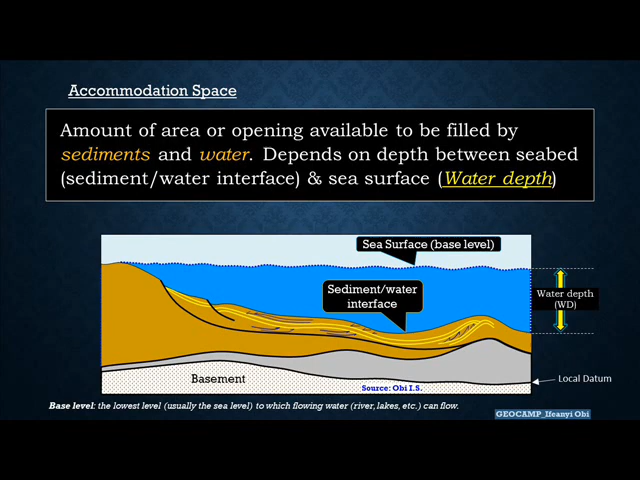 Accommodation Space
Amount of area or opening available to be filled by
sediments and water. Depends on depth between seabed
(sediment/water interface) & sea surface (Water depth)
Sea Surface (base level)
Sediment/water
interface
Water depth
(WD)
Basement
Source: Obi I.S.
Local Datum
Base level: the lowest level (usually the sea level) to which flowing water (river, lakes, etc.) can flow.
GEOCAMP_Ifeanyi Obi